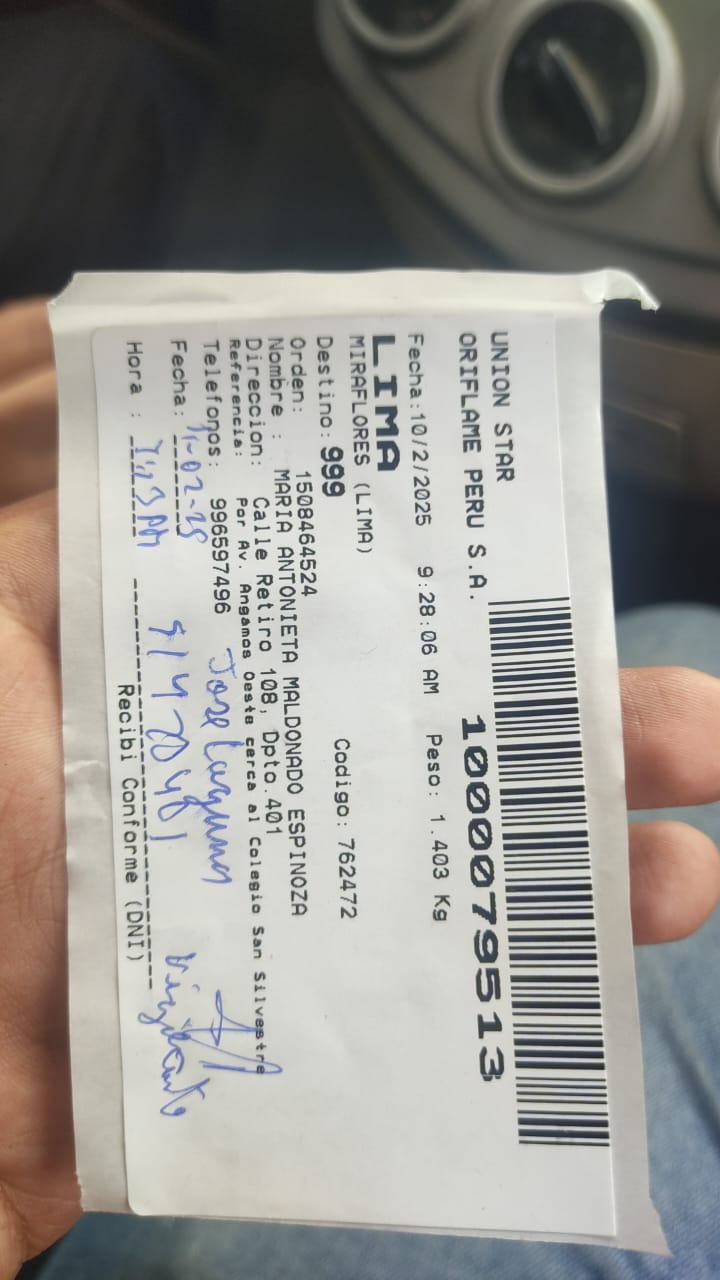 UNION STAR
ORIFLAME PERU S.A.
1000079513
Fecha:10/2/2025 9:28:06 AM Peso: 1.403 Kg
LIMA
MIRAFLORES (LIMA)
Destino: 999 Codigo: 762472
Orden: 1508464524
Nombre : MARIA ANTONIETA MALDONADO ESPINOZA
Direccion: Calle Retiro 108, Dpto.401
Referencia: Por Av. Angamos Oeste cerca al Colegio San Silvestre
Telefonos: 996597496 Jose Laguna
Fecha: 11-02-25
Hora :
Vigilante
Recibi Conforme (DNI)